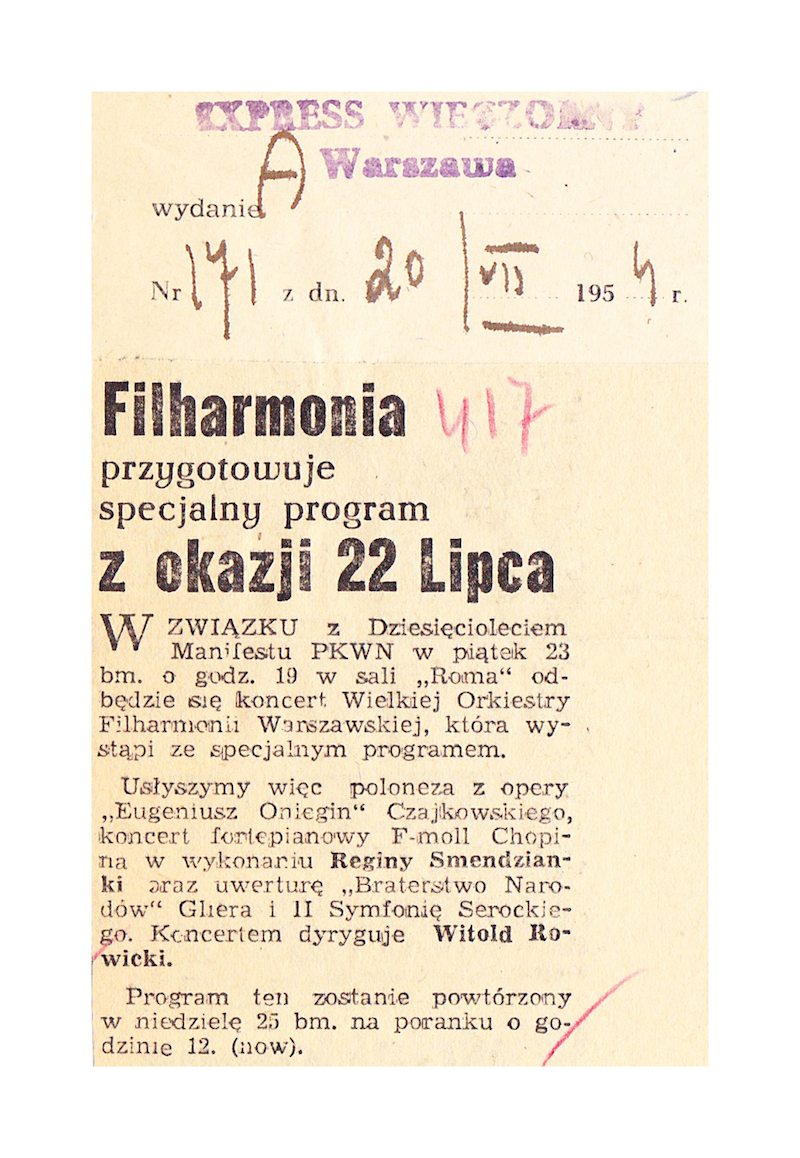 EXPRESS WIECZORNY
Warszawa
wydanie A
Nr 171 z dn. 20 VII 1954 r.
Filharmonia 417
przygotowuje
specjalny program
z okazji 22 Lipca
W ZWIĄZKU z Dziesięcioleciem
Manifestu PKWN w piątek 23
bm. o godz. 19 w sali „Roma“ od-
będzie się koncert Wielkiej Orkiestry
Filharmonii Warszawskiej, która wy-
stąpi ze specjalnym programem.
Usłyszymy więc poloneza z opery
„Eugeniusz Oniegin“ Czajkowskiego,
koncert fortepianowy F-moll Chopi-
na w wykonaniu Reginy Smendzian-
ki oraz uwerturę „Braterstwo Naro-
dów“ Gliera i II Symfonię Serockie-
go. Koncertem dyryguje Witold Ro-
wicki.
Program ten zostanie powtórzony
w niedzielę 25 bm. na poranku o go-
dzinie 12. (now).